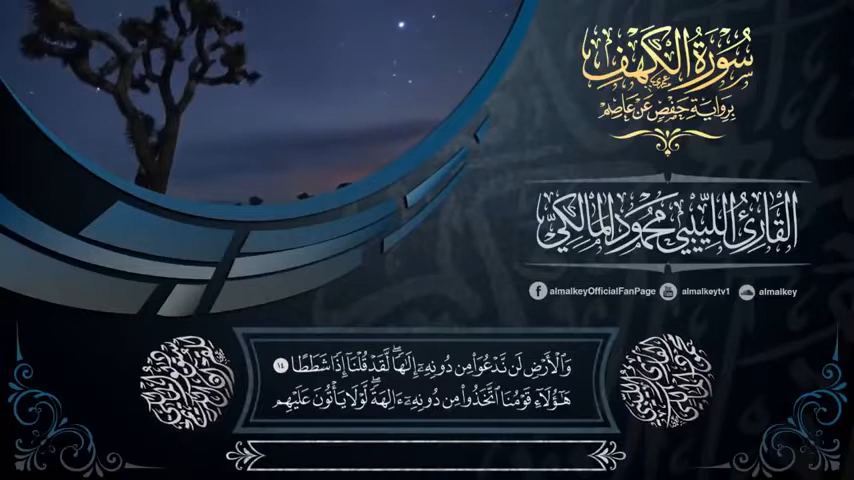 سُورَةُ الْكَهْفِ
بِرِوَايَةِ حَفْصٍ عَنْ عَاصِمٍ
القَارِئُ اللِّيبِيُّ مَحْمُودُ المَالِكِيُّ
almalkeyOfficialFanPage almalkeytv1 almalkey
وَٱلۡأَرۡضِ لَن نَّدۡعُوَاْ مِن دُونِهِۦٓ إِلَٰهٗاۖ لَّقَدۡ قُلۡنَآ إِذٗا شَطَطًا ١٤
هَٰٓؤُلَآءِ قَوۡمُنَا ٱتَّخَذُواْ مِن دُونِهِۦٓ ءَالِهَةٗۖ لَّوۡلَا يَأۡتُونَ عَلَيۡهِم